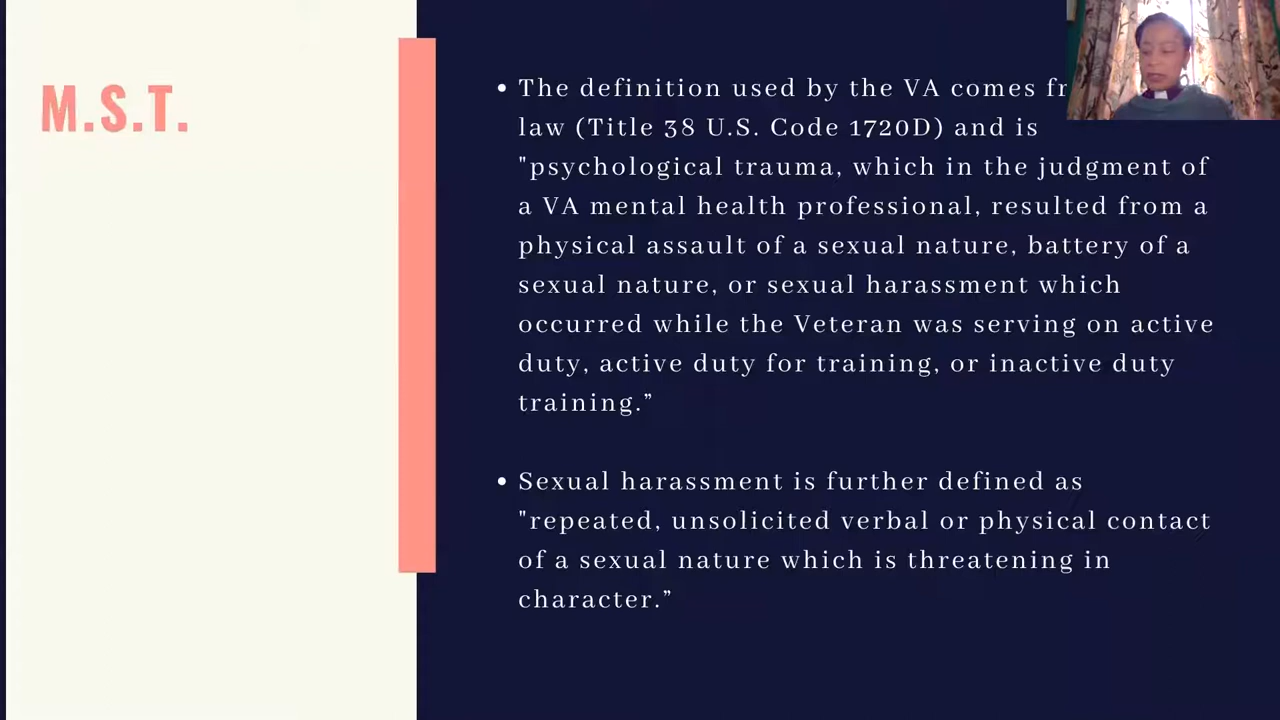 M.S.T.
• The definition used by the VA comes
law (Title 38 U.S. Code 1720D) and is
"psychological trauma, which in the judgment of
a VA mental health professional, resulted from a
physical assault of a sexual nature, battery of a
sexual nature, or sexual harassment which
occurred while the Veteran was serving on active
duty, active duty for training, or inactive duty
training.”
• Sexual harassment is further defined as
"repeated, unsolicited verbal or physical contact
of a sexual nature which is threatening in
character.”